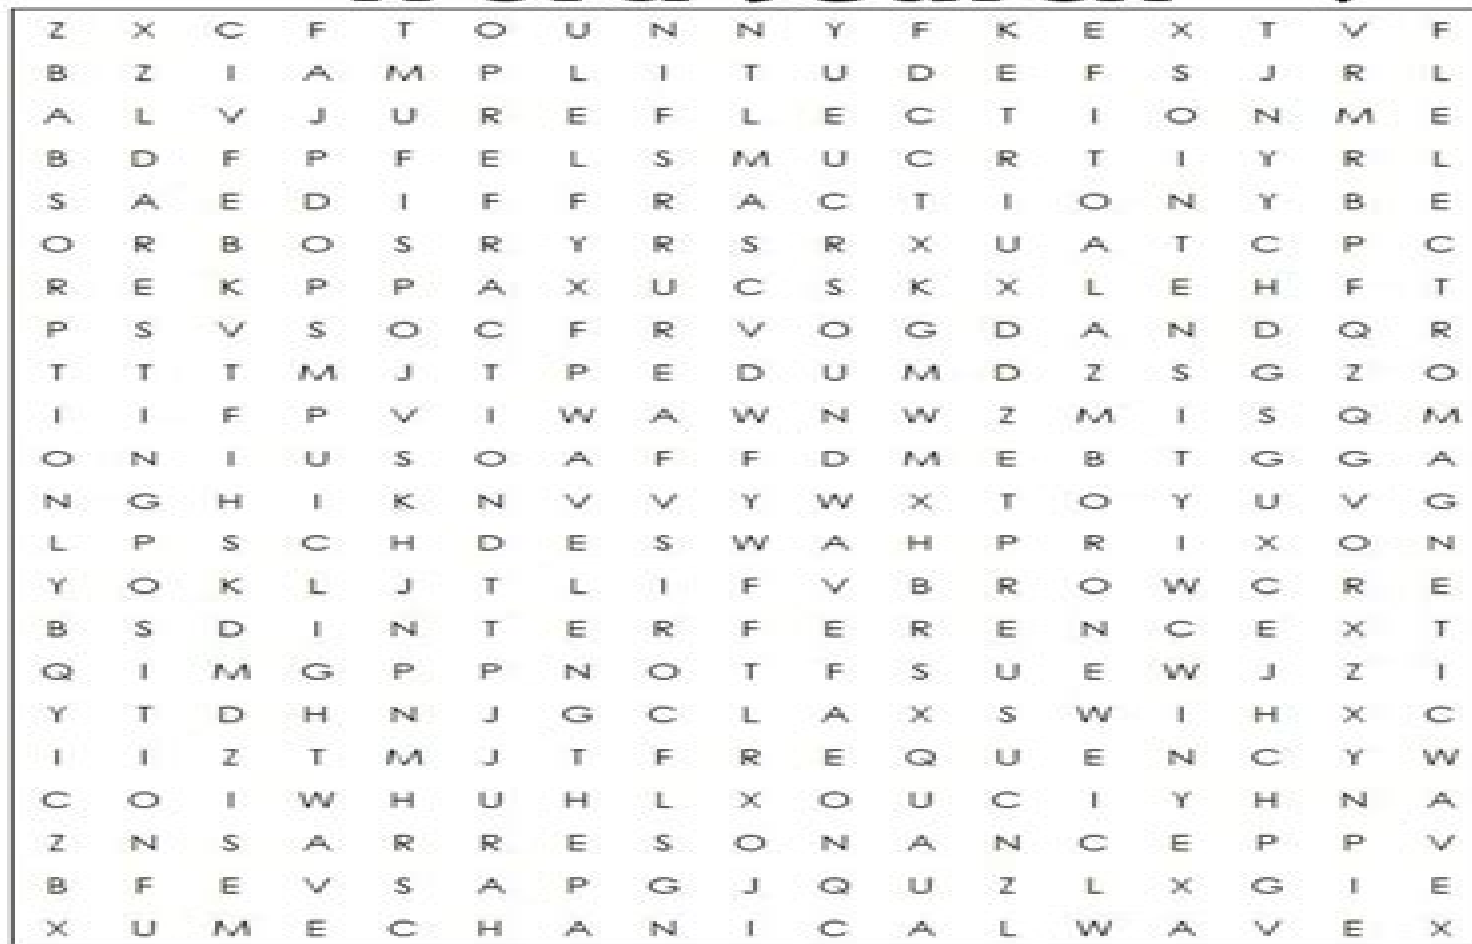 Z X C F T O U N N Y F K E X T V F
B Z I A M P L I T U D E F S J R L
A L V J U R E F L E C T I O N M E
B D F P F E L S M U C R T I Y R L
S A E D I F F R A C T I O N Y B E
O R B O S R Y R S R X U A T C P C
R E K P P A X U C S K X L E H F T
P S V S O C F R V O G D A N D Q R
T T T M J T P E D U M D Z S G Z O
I I F P V I W A W N W Z M I S Q M
O N I U S O A F F D M E B T G G A
N G H I K N V V Y W X T O Y U V G
L P S C H D E S W A H P R I X O N
Y O K L J T L I F V B R O W C R E
B S D I N T E R F E R E N C E X T
Q I M G P P N O T F S U E W J Z I
Y T D H N J G C L A X S W I H X C
I I Z T M J T F R E Q U E N C Y W
C O I W H U H L X O U C I Y H N A
Z N S A R R E S O N A N C E P P V
B F E V S A P G J Q U Z L X G I E
X U M E C H A N I C A L W A V E X